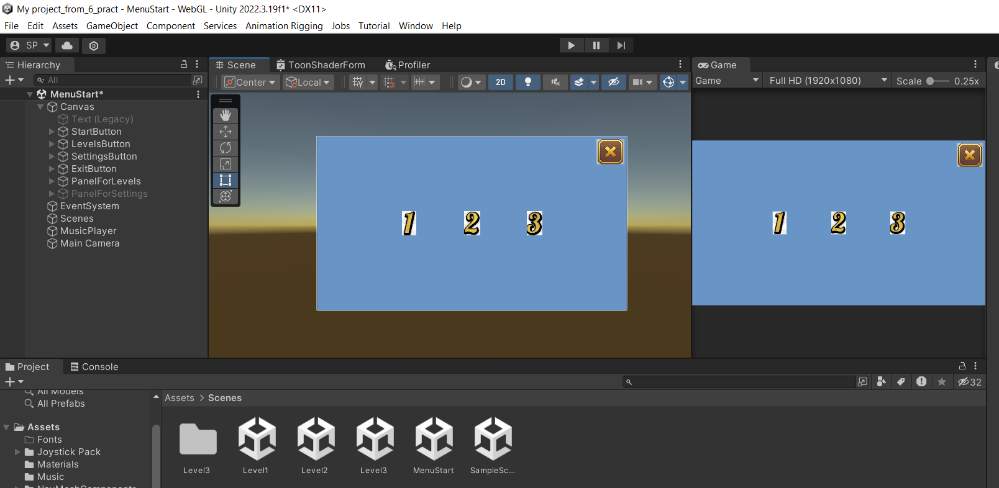 My project_from_6_pract - MenuStart - WebGL - Unity 2022.3.19f1* <DX11>
File Edit Assets GameObject Component Services Animation Rigging Jobs Tutorial Window Help
SP
Hierarchy
All
MenuStart*
Canvas
Text (Legacy)
StartButton
LevelsButton
SettingsButton
ExitButton
PanelForLevels
PanelForSettings
EventSystem
Scenes
MusicPlayer
Main Camera
Scene ToonShaderForm Profiler
Center Local 2D
1 2 3
Game
Game Full HD (1920x1080) Scale 0.25x
1 2 3
Project Console
32
All Models
All Prefabs
Assets
Fonts
Joystick Pack
Materials
Music
NavMeshComponents
Assets > Scenes
Level3 Level1 Level2 Level3 MenuStart SampleSc...